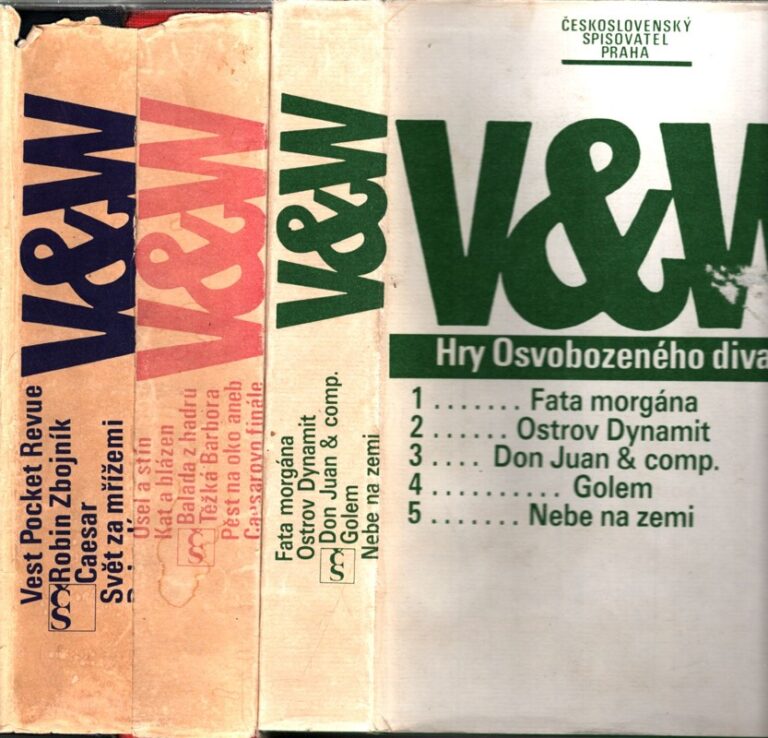 V&W
Vest Pocket Revue
Robin Zbojník
Caesar
Svět za mřížemi
V&W
Osel a stín
Kat a blázen
Balada z hadrů
Těžká Barbora
Pěst na oko aneb
Caesarovo finále
V&W
Fata morgána
Ostrov Dynamit
Don Juan & comp.
Golem
Nebe na zemi
ČESKOSLOVENSKÝ
SPISOVATEL
PRAHA
V&W
Hry Osvobozeného diva
1 ....... Fata morgána
2 ...... Ostrov Dynamit
3 .... Don Juan & comp.
4 .......... Golem
5 ....... Nebe na zemi